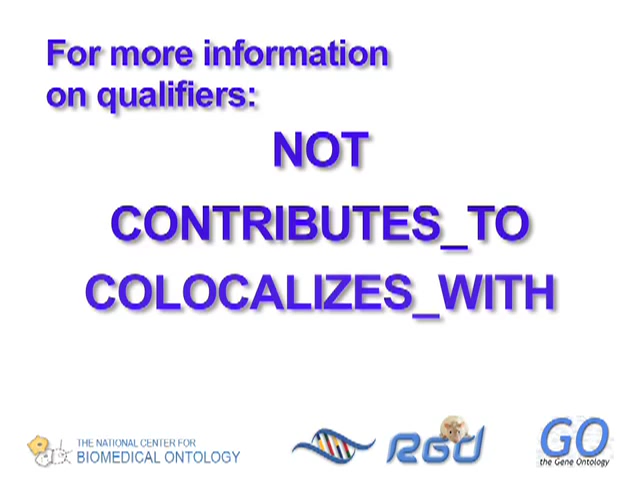 For more information
on qualifiers:
NOT
CONTRIBUTES_TO
COLOCALIZES_WITH
THE NATIONAL CENTER FOR
BIOMEDICAL ONTOLOGY
RGD
GO
the Gene Ontology